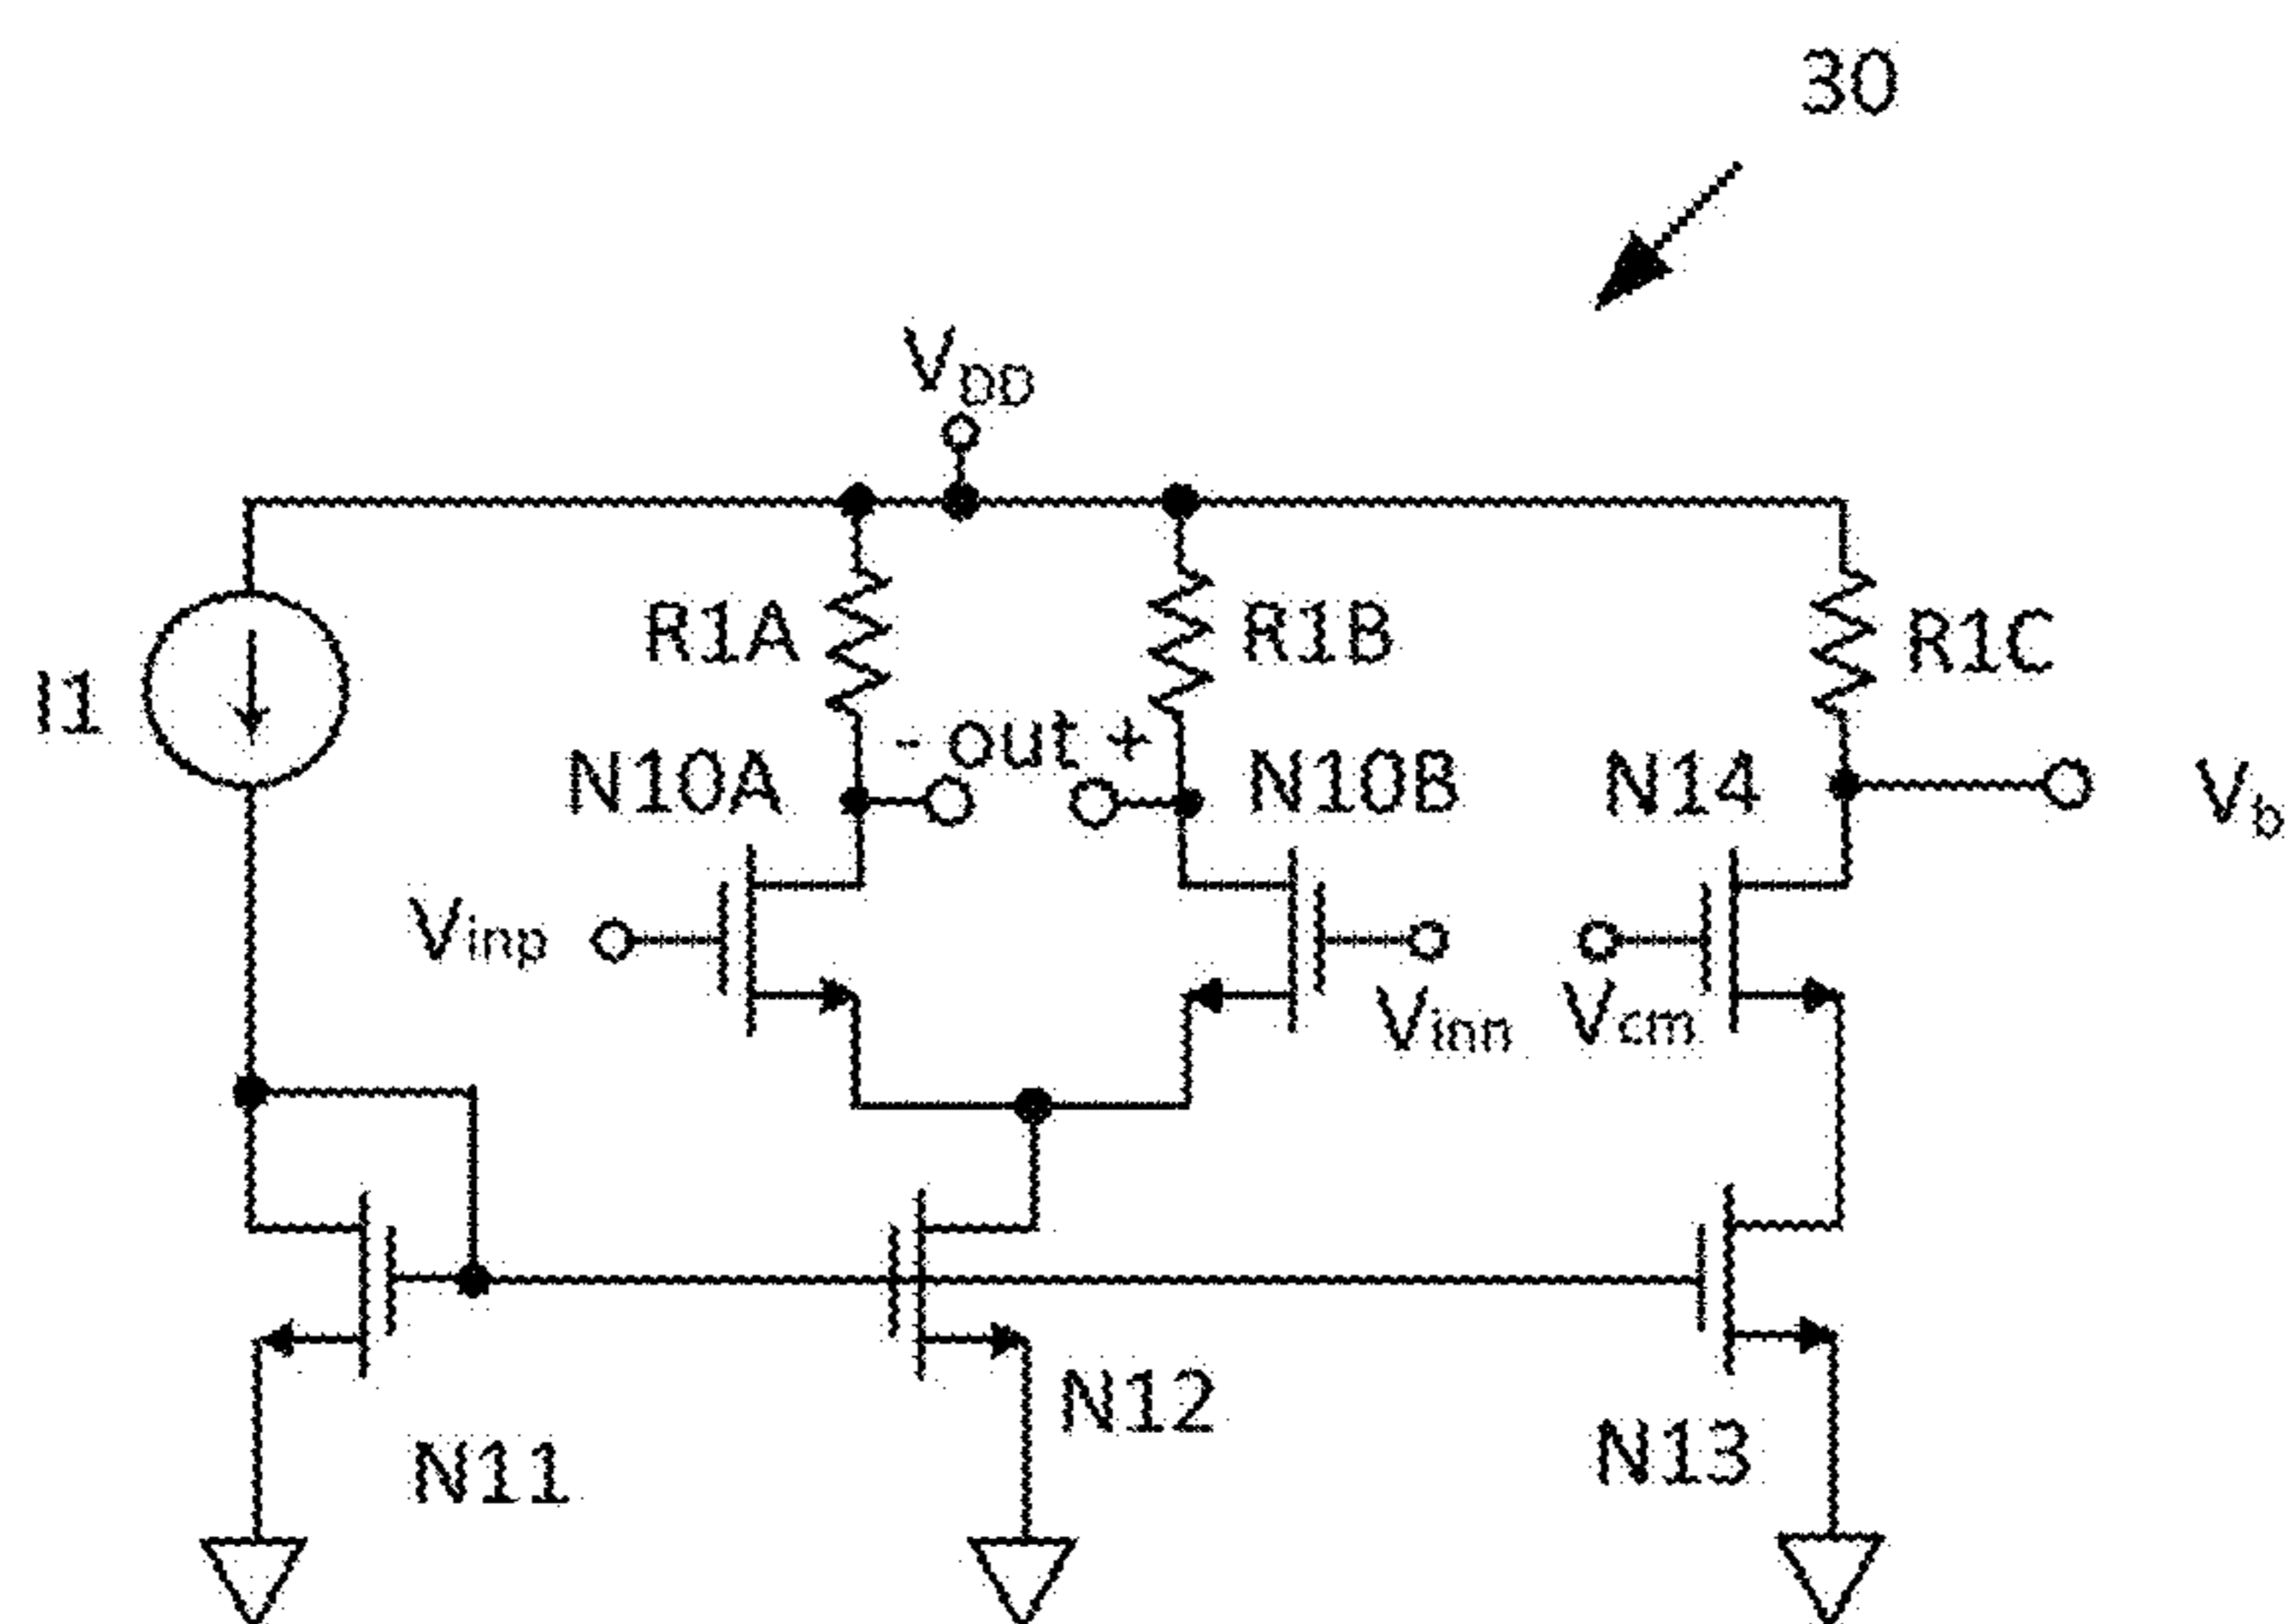 30
VDD
R1A
R1B
R1C
I1
- out +
N10A
N10B
N14
Vb
Vinp
Vinn
Vcm
N12
N11
N13